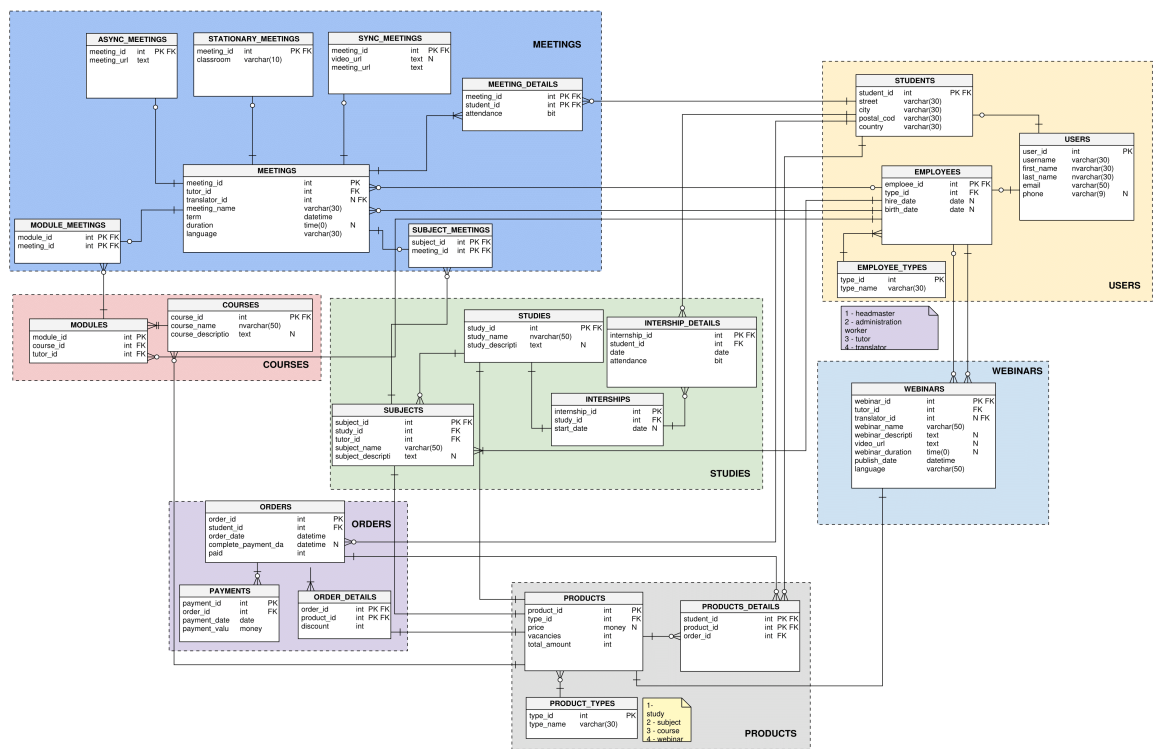 MEETINGS
ASYNC_MEETINGS
meeting_id int PK FK
meeting_url text
STATIONARY_MEETINGS
meeting_id int PK FK
classroom varchar(10)
SYNC_MEETINGS
meeting_id int PK FK
video_url text N
meeting_url text
MEETING_DETAILS
meeting_id int PK FK
student_id int PK FK
attendance bit
MEETINGS
meeting_id int PK
tutor_id int FK
translator_id int N FK
meeting_name varchar(30)
term datetime
duration time(0) N
language varchar(30)
MODULE_MEETINGS
module_id int PK FK
meeting_id int PK FK
SUBJECT_MEETINGS
subject_id int PK FK
meeting_id int PK FK
STUDENTS
student_id int PK FK
street varchar(30)
city varchar(30)
postal_cod varchar(30)
country varchar(30)
USERS
user_id int PK
username varchar(30)
first_name nvarchar(30)
last_name nvarchar(30)
email varchar(50)
phone varchar(9) N
EMPLOYEES
emploee_id int PK FK
type_id int FK
hire_date date N
birth_date date N
EMPLOYEE_TYPES
type_id int PK
type_name varchar(30)
USERS
1 - headmaster
2 - administration
worker
3 - tutor
4 - translator
COURSES
course_id int PK FK
course_name nvarchar(50)
course_descriptio text N
MODULES
module_id int PK
course_id int FK
tutor_id int FK
COURSES
STUDIES
study_id int PK FK
study_name nvarchar(50)
study_descripti text N
INTERSHIP_DETAILS
internship_id int PK FK
student_id int FK
date date
attendance bit
INTERSHIPS
internship_id int PK
study_id int FK
start_date date N
SUBJECTS
subject_id int PK FK
study_id int FK
tutor_id int FK
subject_name varchar(50)
subject_descripti text N
STUDIES
WEBINARS
WEBINARS
webinar_id int PK FK
tutor_id int FK
translator_id int N FK
webinar_name varchar(50)
webinar_descripti text N
video_url text N
webinar_duration time(0) N
publish_date datetime
language varchar(50)
ORDERS
ORDERS
order_id int PK
student_id int FK
order_date datetime
complete_payment_da datetime N
paid int
PAYMENTS
payment_id int PK
order_id int FK
payment_date date
payment_valu money
ORDER_DETAILS
order_id int PK FK
product_id int PK FK
discount int
PRODUCTS
product_id int PK
type_id int FK
price money N
vacancies int
total_amount int
PRODUCTS_DETAILS
student_id int PK FK
product_id int PK FK
order_id int FK
PRODUCT_TYPES
type_id int PK
type_name varchar(30)
1-
study
2 - subject
3 - course
4 - webinar
PRODUCTS